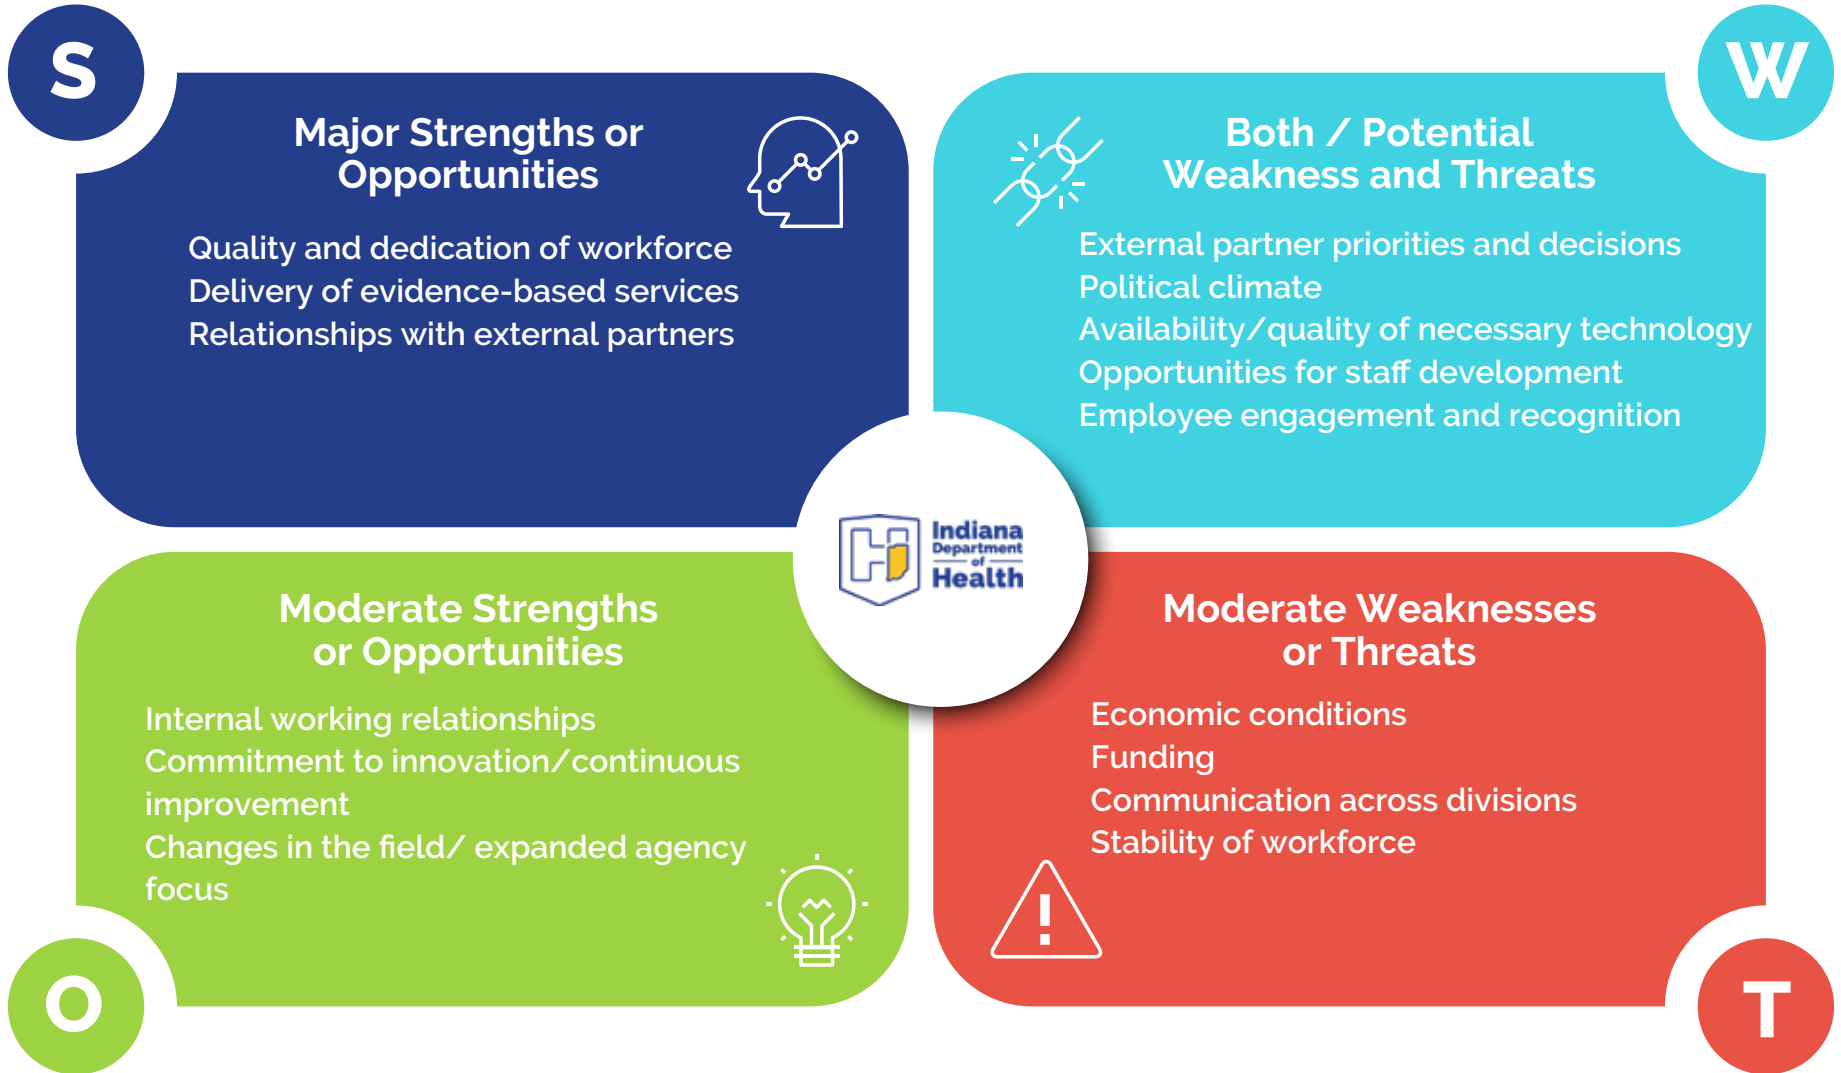 S
Major Strengths or
Opportunities
Quality and dedication of workforce
Delivery of evidence-based services
Relationships with external partners
W
Both / Potential
Weakness and Threats
External partner priorities and decisions
Political climate
Availability/quality of necessary technology
Opportunities for staff development
Employee engagement and recognition
Indiana
Department
of
Health
O
Moderate Strengths
or Opportunities
Internal working relationships
Commitment to innovation/continuous
improvement
Changes in the field/ expanded agency
focus
T
Moderate Weaknesses
or Threats
Economic conditions
Funding
Communication across divisions
Stability of workforce